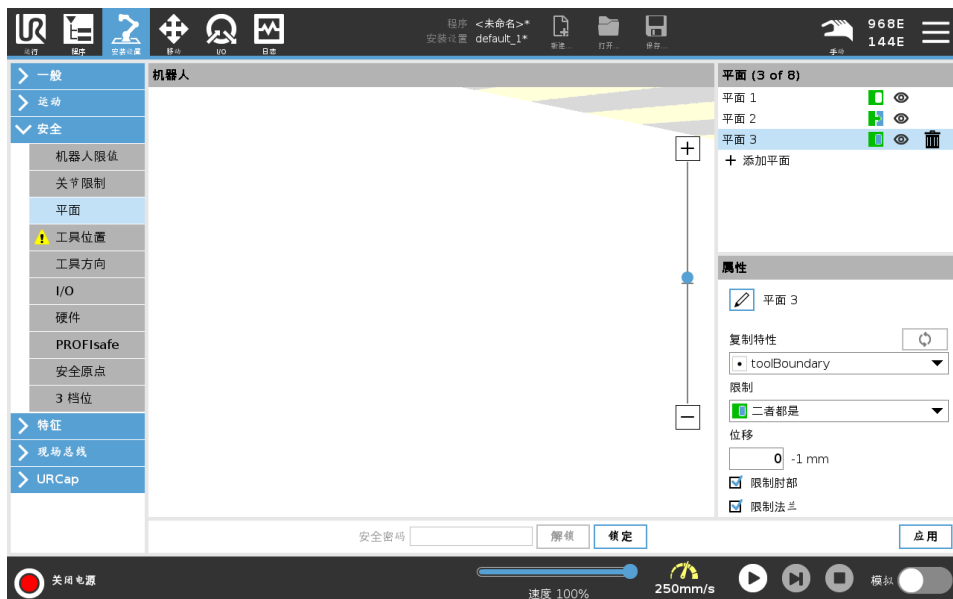 运行
程序
安装设置
移动
I/O
日志
程序 <未命名>*
安装设置 default_1*
新建...
打开...
保存...
手动
968E
144E
一般
运动
安全
机器人限值
关节限制
平面
工具位置
工具方向
I/O
硬件
PROFIsafe
安全原点
3 档位
特征
现场总线
URCap
机器人
平面 (3 of 8)
平面 1
平面 2
平面 3
+ 添加平面
属性
平面 3
复制特性
toolBoundary
限制
二者都是
位移
0 -1 mm
限制肘部
限制法兰
安全密码
解锁
锁定
应用
关闭电源
速度 100%
250mm/s
模拟